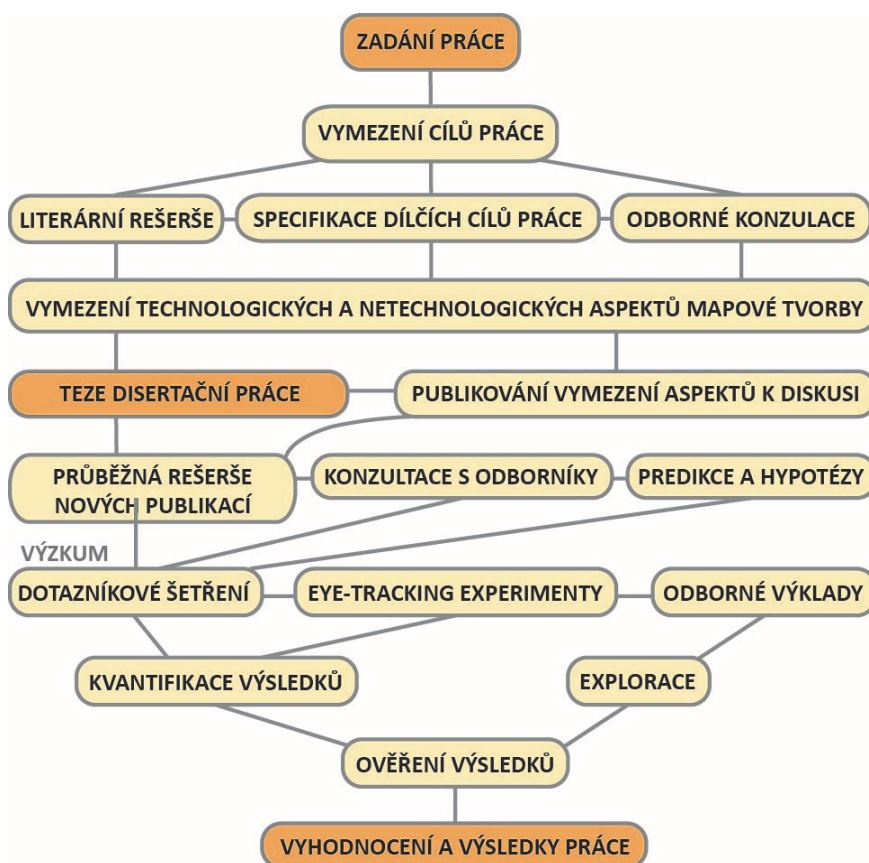 ZADÁNÍ PRÁCE
VYMEZENÍ CÍLŮ PRÁCE
LITERÁRNÍ REŠERŠE
SPECIFIKACE DÍLČÍCH CÍLŮ PRÁCE
ODBORNÉ KONZULACE
VYMEZENÍ TECHNOLOGICKÝCH A NETECHNOLOGICKÝCH ASPEKTŮ MAPOVÉ TVORBY
TEZE DISERTAČNÍ PRÁCE
PUBLIKOVÁNÍ VYMEZENÍ ASPEKTŮ K DISKUSI
PRŮBĚŽNÁ REŠERŠE
NOVÝCH PUBLIKACÍ
KONZULTACE S ODBORNÍKY
PREDIKCE A HYPOTÉZY
VÝZKUM
DOTAZNÍKOVÉ ŠETŘENÍ
EYE-TRACKING EXPERIMENTY
ODBORNÉ VÝKLADY
KVANTIFIKACE VÝSLEDKŮ
EXPLORACE
OVĚŘENÍ VÝSLEDKŮ
VYHODNOCENÍ A VÝSLEDKY PRÁCE